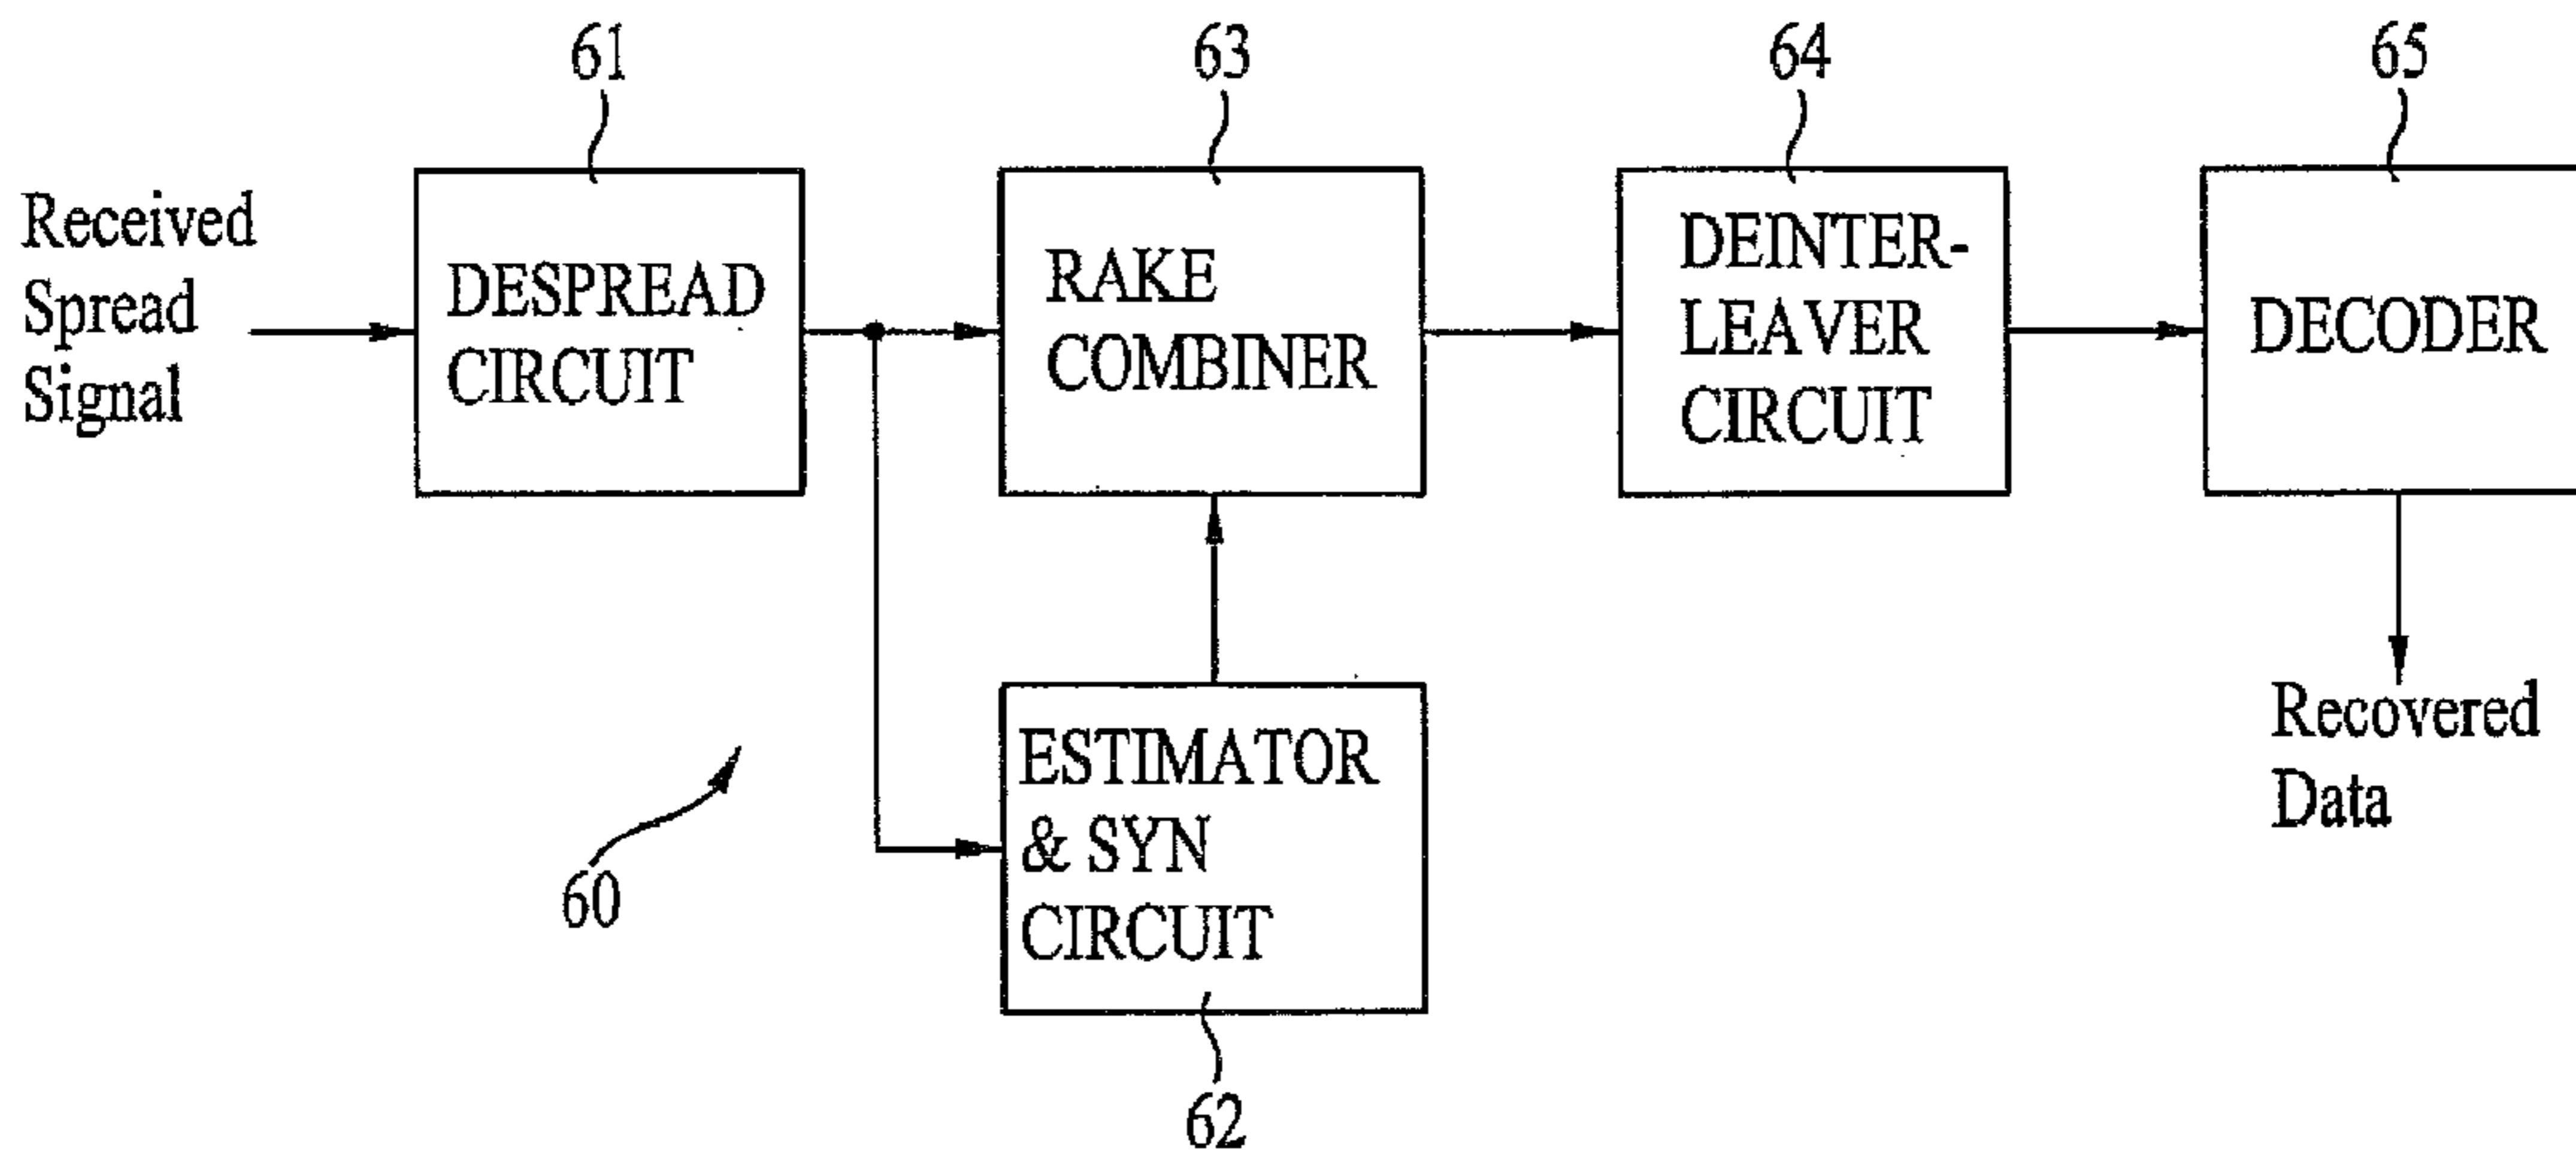 61
63
64
65
Received
Spread
Signal
DESPREAD
CIRCUIT
RAKE
COMBINER
DEINTER-
LEAVER
CIRCUIT
DECODER
ESTIMATOR
& SYN
CIRCUIT
Recovered
Data
60
62